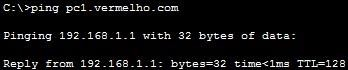 C:\>ping pc1.vermelho.com
Pinging 192.168.1.1 with 32 bytes of data:
Reply from 192.168.1.1: bytes=32 time<1ms TTL=128